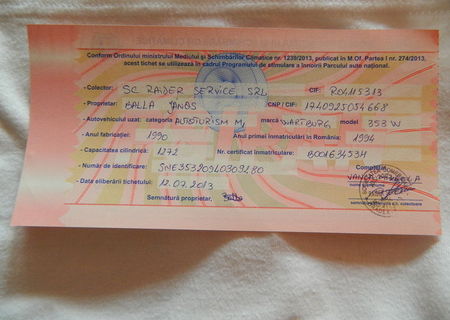 Conform Ordinului ministrului Mediului și Schimbărilor Climatice nr. 1239/2013, publicat în M.Of. Partea I nr. 274/2013,
acest tichet se utilizează în cadrul Programului de stimulare a înnoirii Parcului auto național.
- Colector: SC RAIDER SERVICE SRL CIF: RO4115313
- Proprietar: BALLA JANOS CNP / CIF: 1740925054668
- Autovehiculul uzat: categoria AUTOTURISM M1 marca WARTBURG model 353 W
- Anul fabricației: 1990 Anul primei înmatriculări în România: 1994
- Capacitatea cilindrică: 1272 Nr. certificat înmatriculare: B001634534
- Număr de identificare: SNE35320940309280
- Data eliberării tichetului: 12.07.2013
Semnătură proprietar,